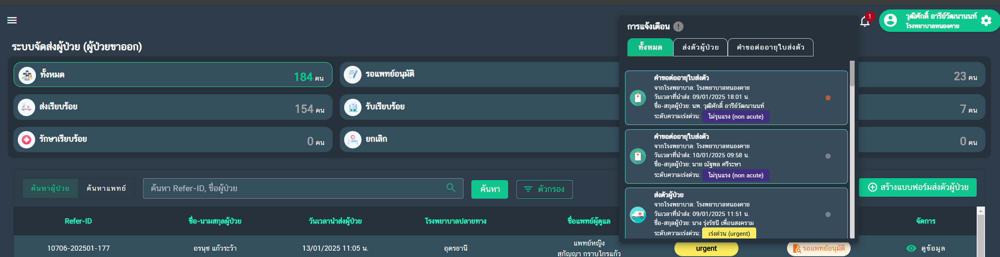 1
วุฒิศักดิ์ อารีย์วัฒนานนท์
โรงพยาบาลหนองคาย
การแจ้งเตือน
ทั้งหมด
ส่งตัวผู้ป่วย
คำขอต่ออายุใบส่งตัว
ระบบจัดส่งผู้ป่วย (ผู้ป่วยขาออก)
ทั้งหมด
184 คน
รอแพทย์อนุมัติ
23 คน
ส่งเรียบร้อย
154 คน
รับเรียบร้อย
7 คน
รักษาเรียบร้อย
0 คน
ยกเลิก
0 คน
คำขอต่ออายุใบส่งตัว
จากโรงพยาบาล: โรงพยาบาลหนองคาย
วันเวลาที่นำส่ง: 09/01/2025 18:01 น.
ชื่อ-สกุลผู้ป่วย: นพ. วุฒิศักดิ์ อารีย์วัฒนานนท์
ระดับความเร่งด่วน: ไม่รุนแรง (non acute)
คำขอต่ออายุใบส่งตัว
จากโรงพยาบาล: โรงพยาบาลหนองคาย
วันเวลาที่นำส่ง: 10/01/2025 09:58 น.
ชื่อ-สกุลผู้ป่วย: นาย ณัฐพล ศรีระษา
ระดับความเร่งด่วน: ไม่รุนแรง (non acute)
ส่งตัวผู้ป่วย
จากโรงพยาบาล: โรงพยาบาลหนองคาย
วันเวลาที่นำส่ง: 09/01/2025 11:51 น.
ชื่อ-สกุลผู้ป่วย: นาง รุ่งรัชนี เพื่อนสงคราม
ระดับความเร่งด่วน: เร่งด่วน (urgent)
ค้นหาผู้ป่วย
ค้นหาแพทย์
ค้นหา Refer-ID, ชื่อผู้ป่วย
ค้นหา
ตัวกรอง
สร้างแบบฟอร์มส่งตัวผู้ป่วย
Refer-ID
ชื่อ-นามสกุลผู้ป่วย
วันเวลานำส่งผู้ป่วย
โรงพยาบาลปลายทาง
ชื่อแพทย์ผู้ดูแล
จัดการ
10706-202501-177
อรนุช แก้วระว้า
13/01/2025 11:05 น.
อุดรธานี
แพทย์หญิง
สุกัญญา กราบไกรแก้ว
urgent
รอแพทย์อนุมัติ
ดูข้อมูล